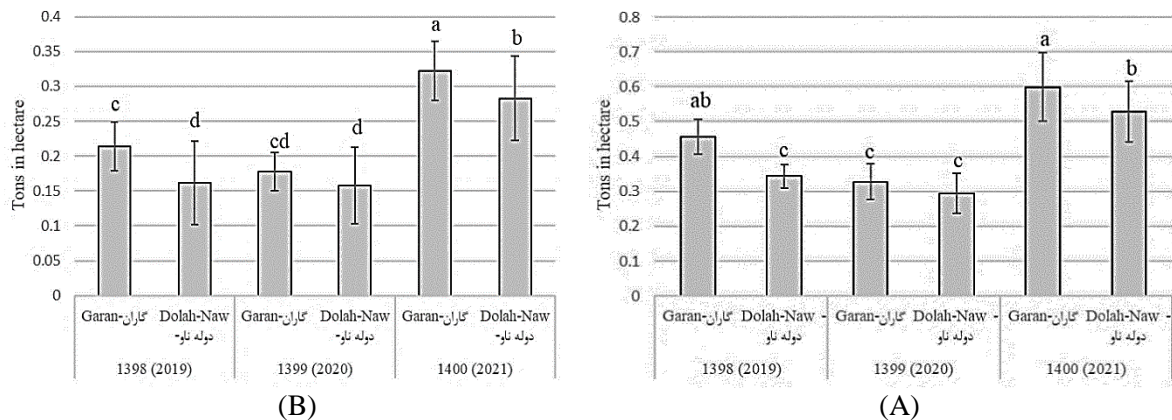 Tons in hectare
0.4
0.35
0.3
0.25
0.2
0.15
0.1
0.05
0
c
d
cd
d
a
b
Garan-گاران
Dolah-Naw
-دوله ناو
Garan-گاران
Dolah-Naw
-دوله ناو
Garan-گاران
Dolah-Naw
-دوله ناو
1398 (2019)
1399 (2020)
1400 (2021)
(B)
Tons in hectare
0.8
0.7
0.6
0.5
0.4
0.3
0.2
0.1
0
ab
c
c
c
a
b
Garan-گاران
Dolah-Naw -
دوله ناو
Garan-گاران
Dolah-Naw -
دوله ناو
Garan-گاران
Dolah-Naw -
دوله ناو
1398 (2019)
1399 (2020)
1400 (2021)
(A)